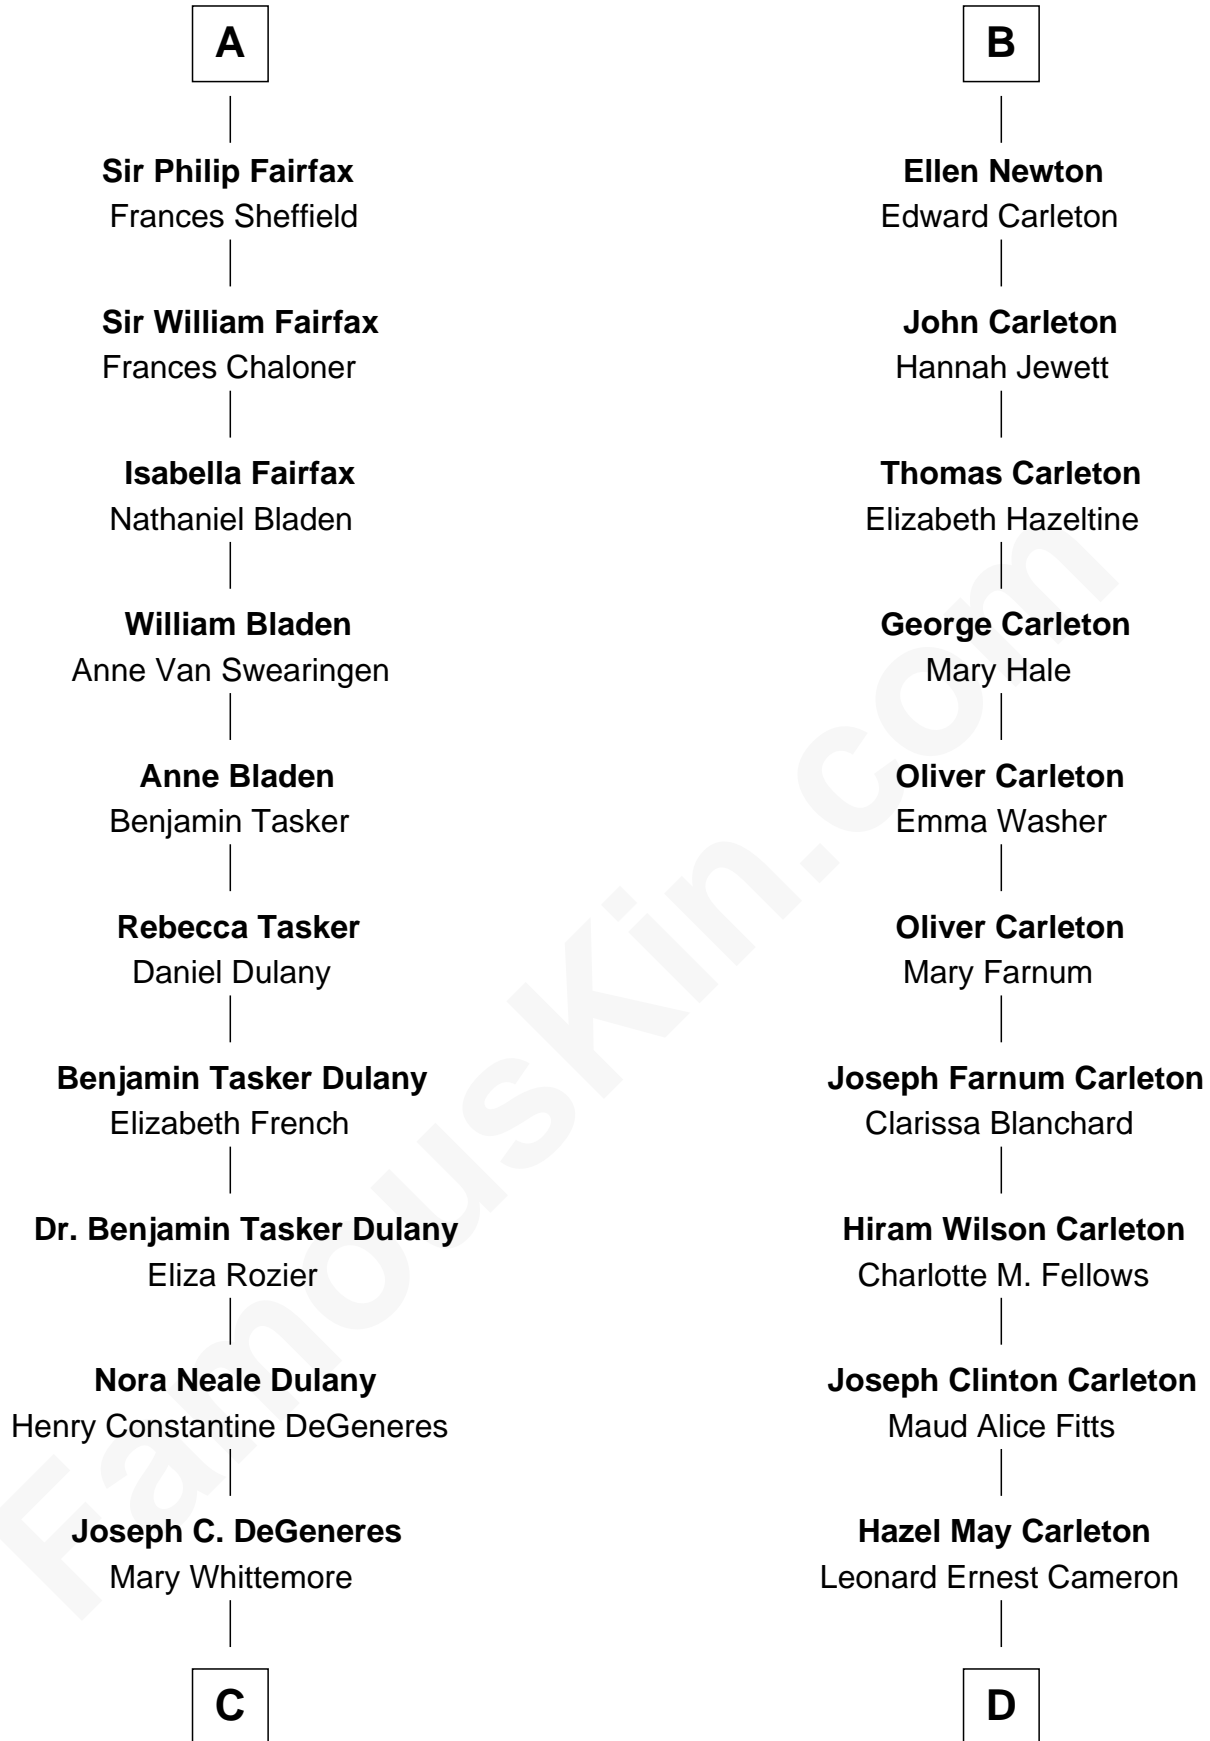 A
Sir Philip Fairfax
Frances Sheffield
Sir William Fairfax
Frances Chaloner
Isabella Fairfax
Nathaniel Bladen
William Bladen
Anne Van Swearingen
Anne Bladen
Benjamin Tasker
Rebecca Tasker
Daniel Dulany
Benjamin Tasker Dulany
Elizabeth French
Dr. Benjamin Tasker Dulany
Eliza Rozier
Nora Neale Dulany
Henry Constantine DeGeneres
Joseph C. DeGeneres
Mary Whittemore
C
B
Ellen Newton
Edward Carleton
John Carleton
Hannah Jewett
Thomas Carleton
Elizabeth Hazeltine
George Carleton
Mary Hale
Oliver Carleton
Emma Washer
Oliver Carleton
Mary Farnum
Joseph Farnum Carleton
Clarissa Blanchard
Hiram Wilson Carleton
Charlotte M. Fellows
Joseph Clinton Carleton
Maud Alice Fitts
Hazel May Carleton
Leonard Ernest Cameron
D
FamousKin.com